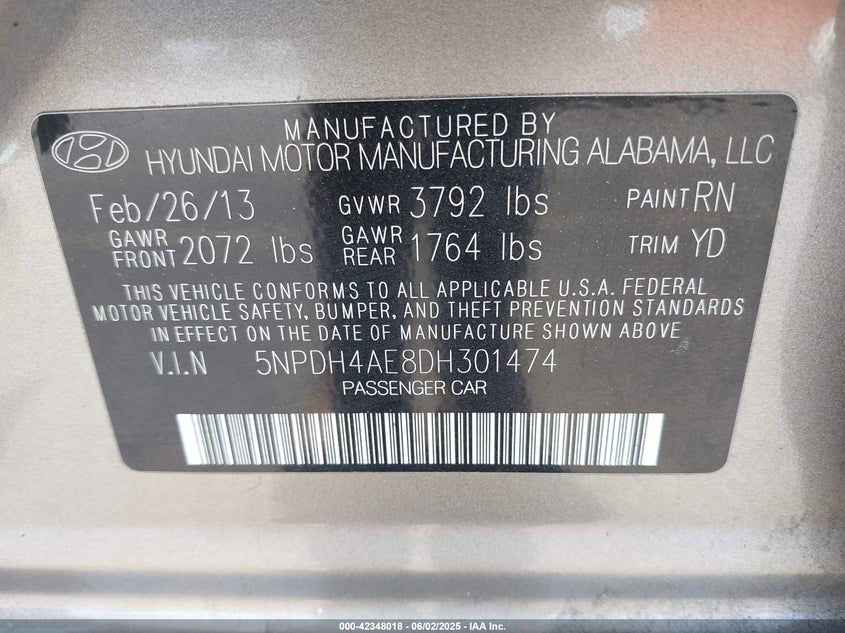 MANUFACTURED BY
HYUNDAI MOTOR MANUFACTURING ALABAMA, LLC
Feb/26/13 GVWR 3792 lbs PAINT RN
GAWR FRONT 2072 lbs GAWR REAR 1764 lbs TRIM YD
THIS VEHICLE CONFORMS TO ALL APPLICABLE U.S.A. FEDERAL
MOTOR VEHICLE SAFETY, BUMPER, AND THEFT PREVENTION STANDARDS
IN EFFECT ON THE DATE OF MANUFACTURE SHOWN ABOVE
V.I.N 5NPDH4AE8DH301474
PASSENGER CAR
000-42348018 - 06/02/2025 - IAA Inc.